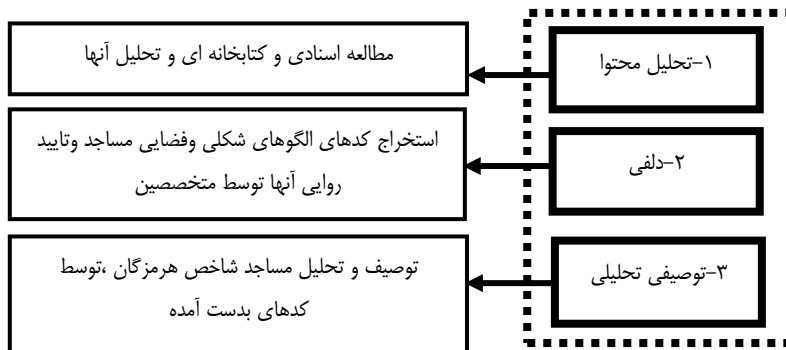 ۱-تحلیل محتوا
مطالعه اسنادی و کتابخانه ای و تحلیل آنها
۲-دلفی
استخراج کدهای الگوهای شکلی وفضایی مساجد وتایید
روایی آنها توسط متخصصین
۳-توصیفی تحلیلی
توصیف و تحلیل مساجد شاخص هرمزگان ،توسط
کدهای بدست آمده